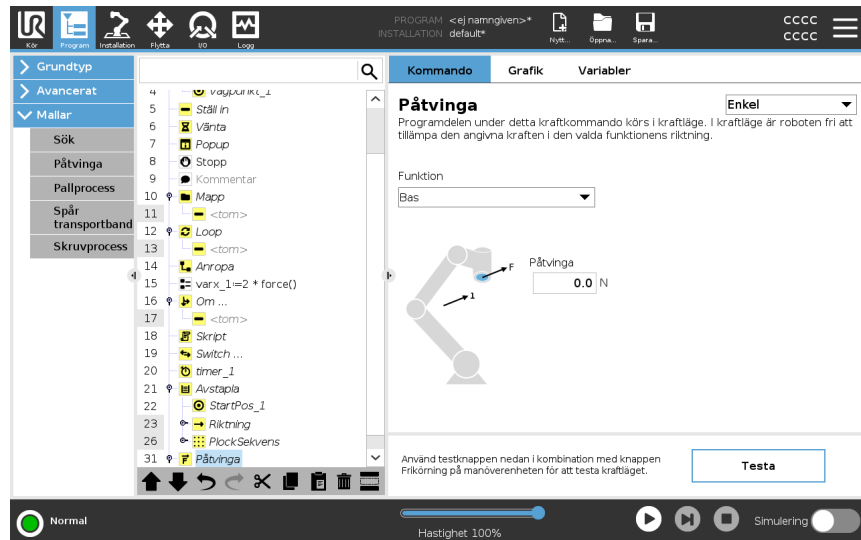 UR
Kör
Program
Installation
Flytta
I/O
Logg
PROGRAM <ej namngiven>*
INSTALLATION default*
Nytt...
Öppna...
Spara...
cccc
cccc
Grundtyp
Avancerat
Mallar
Sök
Påtvinga
Pallprocess
Spår
transportband
Skruvprocess
4 Vägpunkt_1
5 Ställ in
6 Vänta
7 Popup
8 Stopp
9 Kommentar
10 Mapp
11 <tom>
12 Loop
13 <tom>
14 Anropa
15 varx_1:=2 * force()
16 Om ...
17 <tom>
18 Skript
19 Switch ...
20 timer_1
21 Avstapla
22 StartPos_1
23 Riktning
26 PlockSekvens
31 Påtvinga
Kommando Grafik Variabler
Påtvinga
Enkel
Programdelen under detta kraftkommando körs i kraftläge. I kraftläge är roboten fri att
tillämpa den angivna kraften i den valda funktionens riktning.
Funktion
Bas
F
1
Påtvinga
0.0 N
Använd testknappen nedan i kombination med knappen
Frikörning på manöverenheten för att testa kraftläget.
Testa
Normal
Hastighet 100%
Simulering